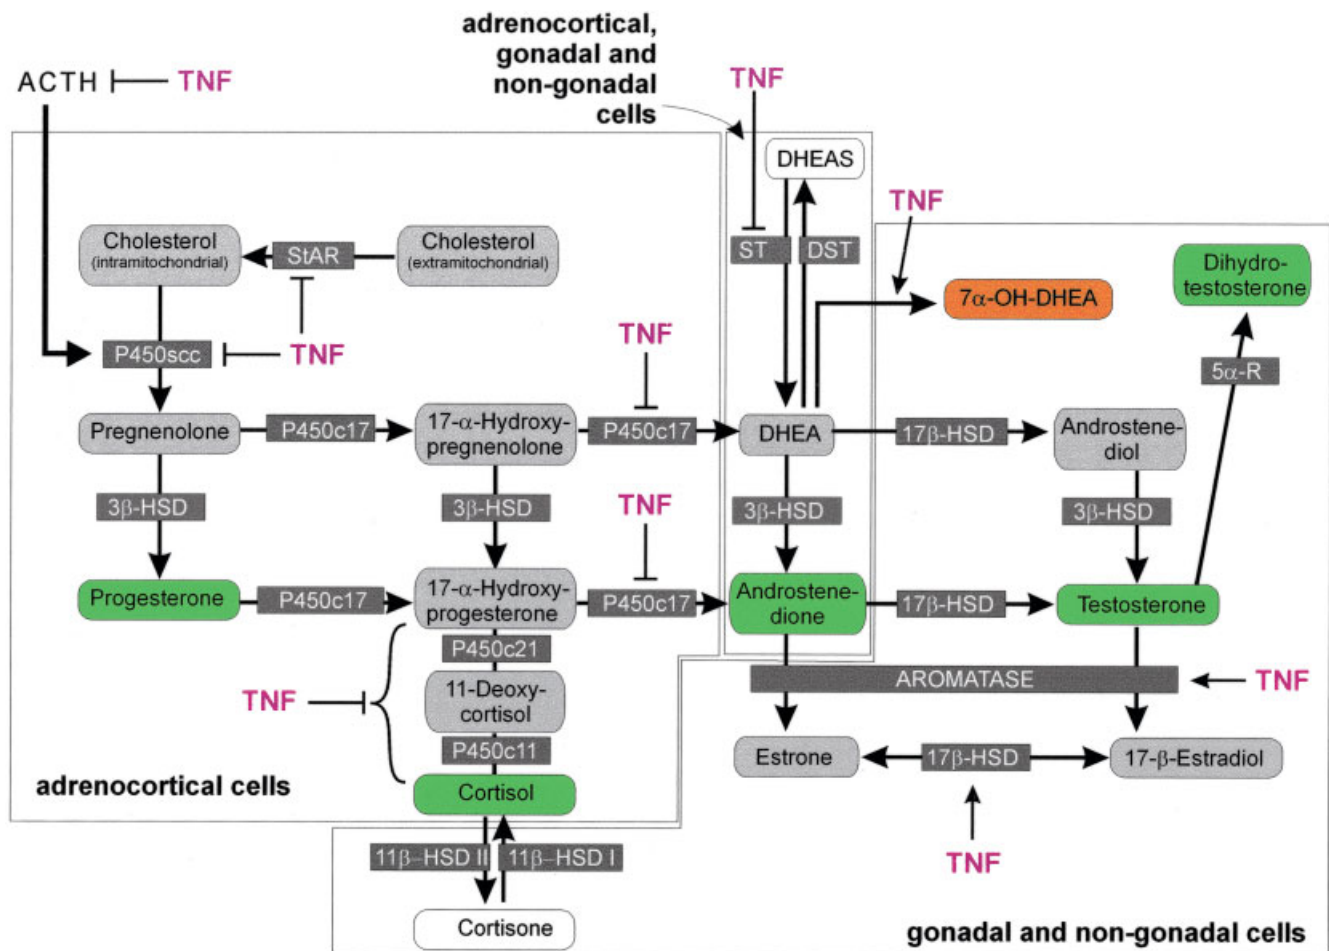 adrenocortical,
gonadal and
non-gonadal
cells
ACTH
TNF
TNF
DHEAS
TNF
Cholesterol
(intramitochondrial)
StAR
Cholesterol
(extramitochondrial)
ST
DST
Dihydro-
testosterone
7α-OH-DHEA
P450scc
TNF
TNF
5α-R
Pregnenolone
P450c17
17-α-Hydroxy-
pregnenolone
P450c17
DHEA
17β-HSD
Androstene-
diol
3β-HSD
3β-HSD
TNF
3β-HSD
3β-HSD
Progesterone
P450c17
17-α-Hydroxy-
progesterone
P450c17
Androstene-
dione
17β-HSD
Testosterone
P450c21
TNF
11-Deoxy-
cortisol
AROMATASE
TNF
P450c11
Estrone
17β-HSD
17-β-Estradiol
adrenocortical cells
Cortisol
11β-HSD II
11β-HSD I
TNF
Cortisone
gonadal and non-gonadal cells